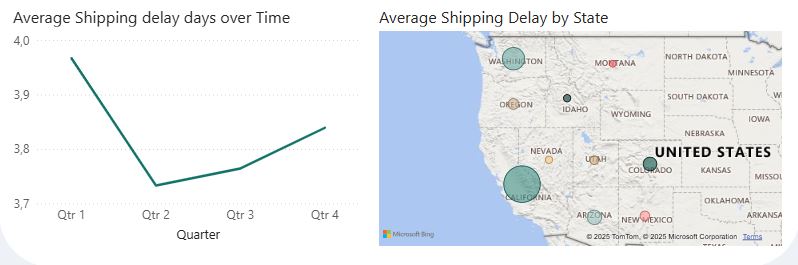 Average Shipping delay days over Time
4,0
3,9
3,8
3,7
Qtr 1 Qtr 2 Qtr 3 Qtr 4
Quarter
Average Shipping Delay by State
WASHINGTON
MONTANA
NORTH DAKOTA
MINNESOTA
OREGON
IDAHO
SOUTH DAKOTA
WYOMING
IOWA
NEBRASKA
NEVADA
UTAH
UNITED STATES
COLORADO
KANSAS
MISSOU
CALIFORNIA
OKLAHOMA
ARIZONA
NEW MEXICO
ARKANSA
Microsoft Bing
© 2025 TomTom, © 2025 Microsoft Corporation Terms